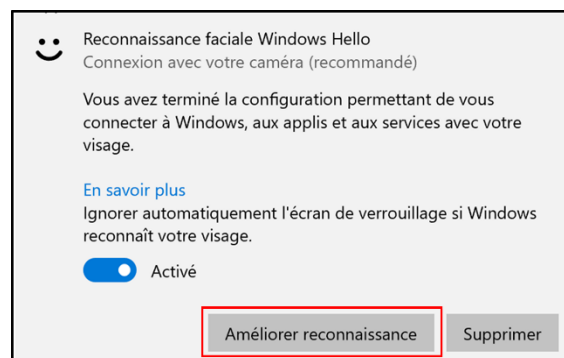 Reconnaissance faciale Windows Hello
Connexion avec votre caméra (recommandé)
Vous avez terminé la configuration permettant de vous
connecter à Windows, aux applis et aux services avec votre
visage.
En savoir plus
Ignorer automatiquement l'écran de verrouillage si Windows
reconnaît votre visage.
Activé
Améliorer reconnaissance Supprimer